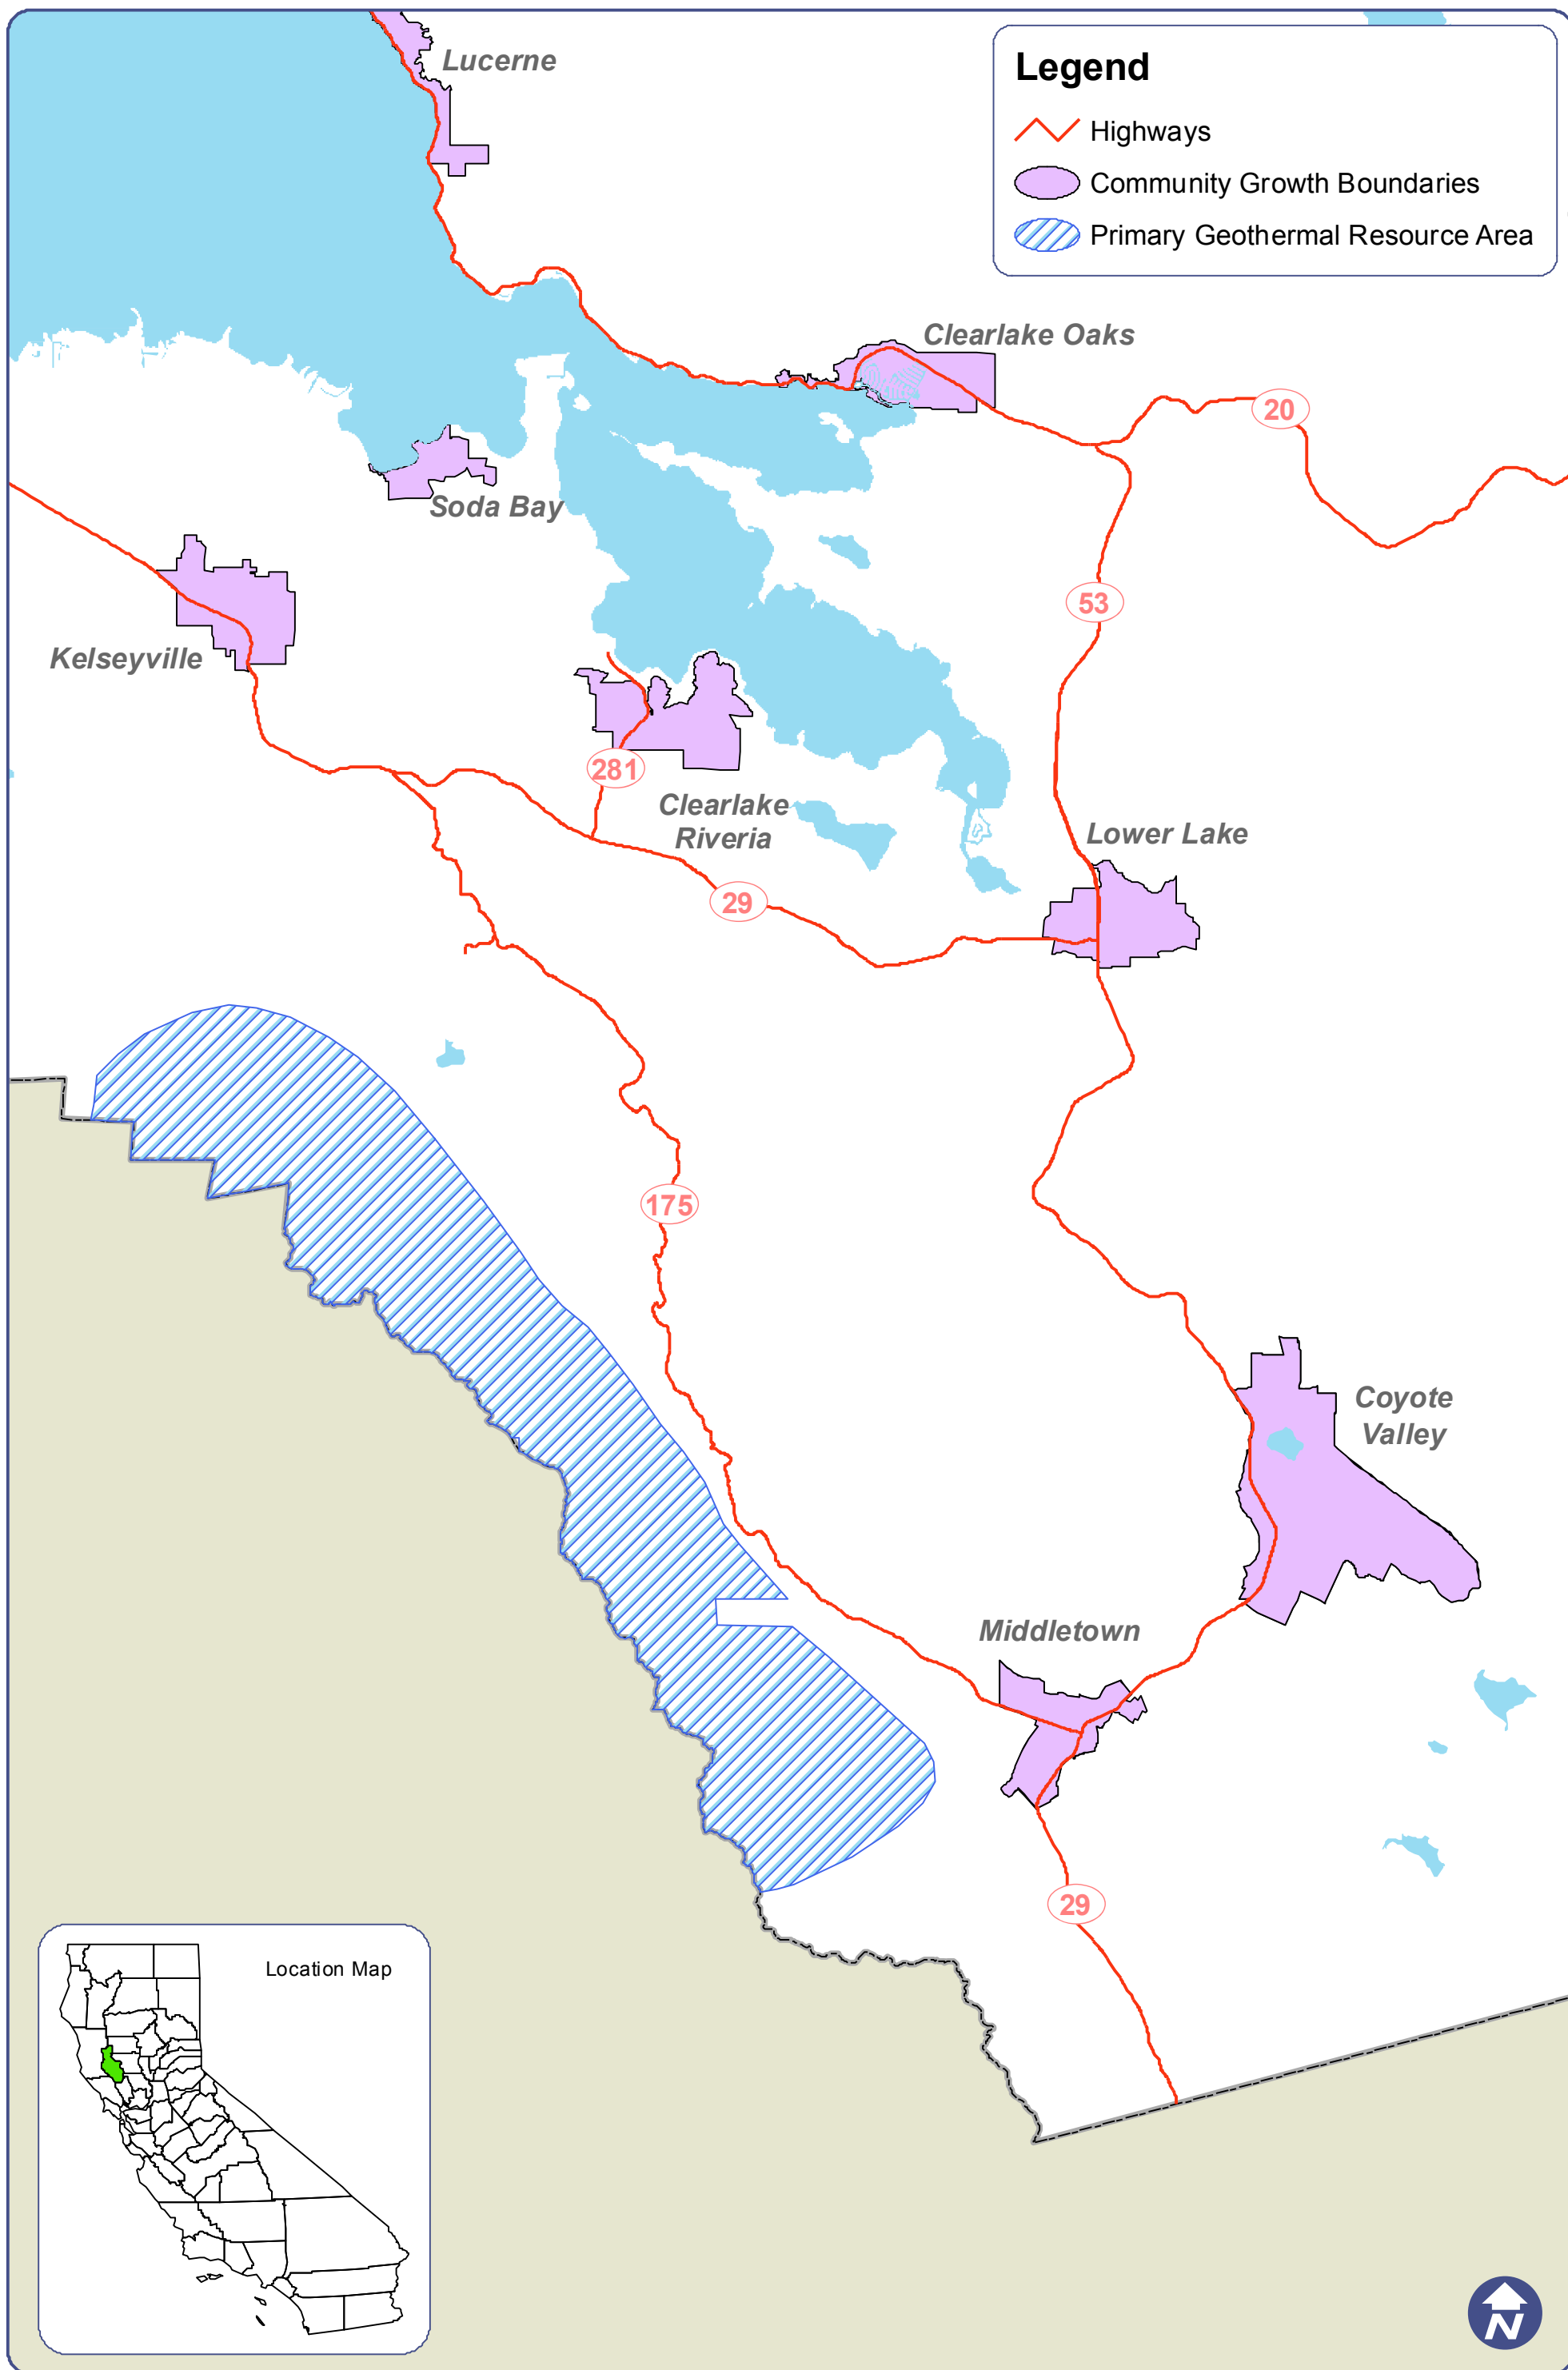 Lucerne
Legend
Highways
Community Growth Boundaries
Primary Geothermal Resource Area
Clearlake Oaks
20
Soda Bay
53
Kelseyville
281
Clearlake
Riveria
Lower Lake
29
175
Coyote
Valley
Middletown
29
Location Map
N